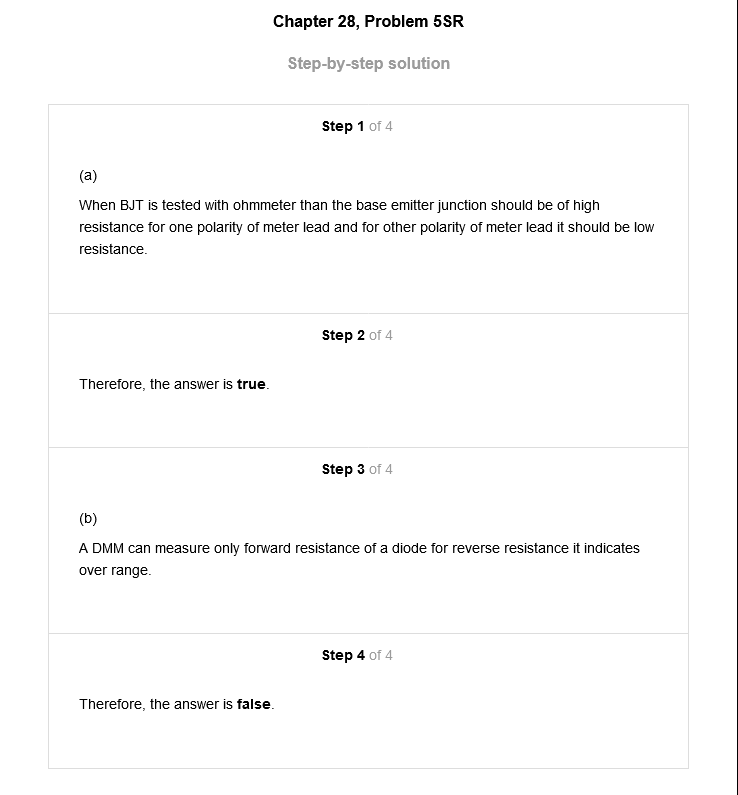 Chapter 28, Problem 5SR
Step-by-step solution
Step 1 of 4
(a)
When BJT is tested with ohmmeter than the base emitter junction should be of high
resistance for one polarity of meter lead and for other polarity of meter lead it should be low
resistance.
Step 2 of 4
Therefore, the answer is true.
Step 3 of 4
(b)
A DMM can measure only forward resistance of a diode for reverse resistance it indicates
over range.
Step 4 of 4
Therefore, the answer is false.